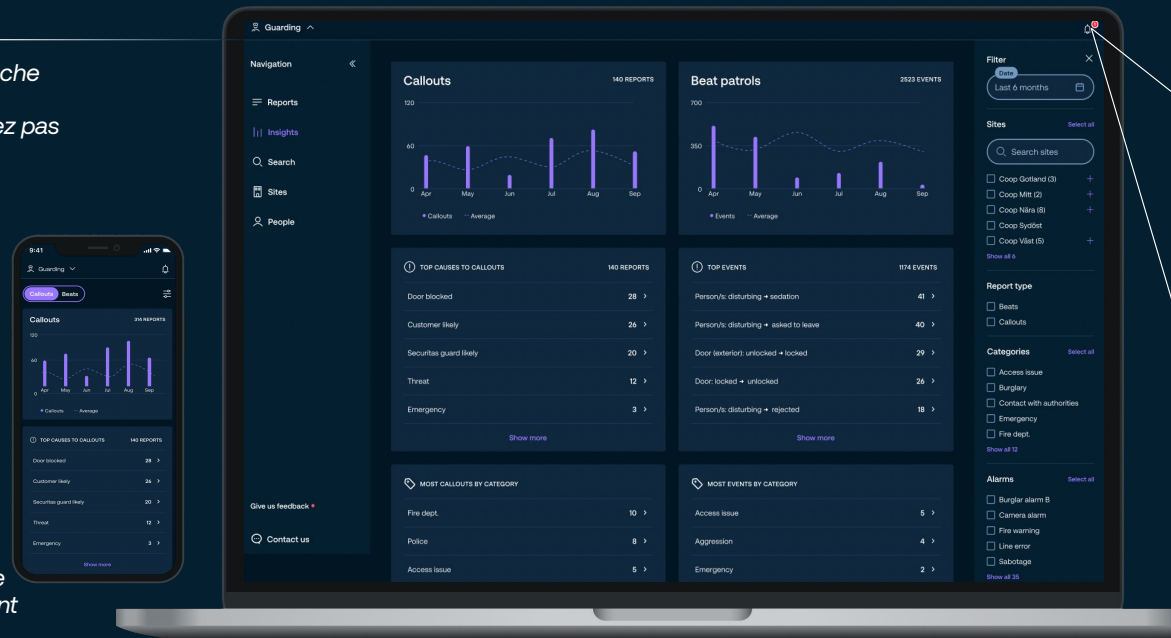 che
ez pas
nt
9:41
Guarding
Callouts Beats
Callouts 314 REPORTS
120
60
0
Apr May Jun Jul Aug Sep
Callouts Average
TOP CAUSES TO CALLOUTS 140 REPORTS
Door blocked 28
Customer likely 26
Securitas guard likely 20
Threat 12
Emergency 3
Show more
Guarding
Navigation
Reports
Insights
Search
Sites
People
Give us feedback
Contact us
Callouts 140 REPORTS
120
60
0
Apr May Jun Jul Aug Sep
Callouts Average
Beat patrols 2523 EVENTS
700
350
0
Apr May Jun Jul Aug Sep
Events Average
TOP CAUSES TO CALLOUTS 140 REPORTS
Door blocked 28
Customer likely 26
Securitas guard likely 20
Threat 12
Emergency 3
Show more
TOP EVENTS 1174 EVENTS
Person/s: disturbing → sedation 41
Person/s: disturbing → asked to leave 40
Door (exterior): unlocked → locked 29
Door: locked → unlocked 26
Person/s: disturbing → rejected 18
Show more
MOST CALLOUTS BY CATEGORY
Fire dept. 10
Police 8
Access issue 5
MOST EVENTS BY CATEGORY
Access issue 5
Aggression 4
Emergency 2
Filter
Date
Last 6 months
Sites Select all
Search sites
Coop Gotland (3)
Coop Mitt (2)
Coop Nära (8)
Coop Sydöst
Coop Väst (5)
Show all 6
Report type
Beats
Callouts
Categories Select all
Access issue
Burglary
Contact with authorities
Emergency
Fire dept.
Show all 12
Alarms Select all
Burglar alarm B
Camera alarm
Fire warning
Line error
Sabotage
Show all 35